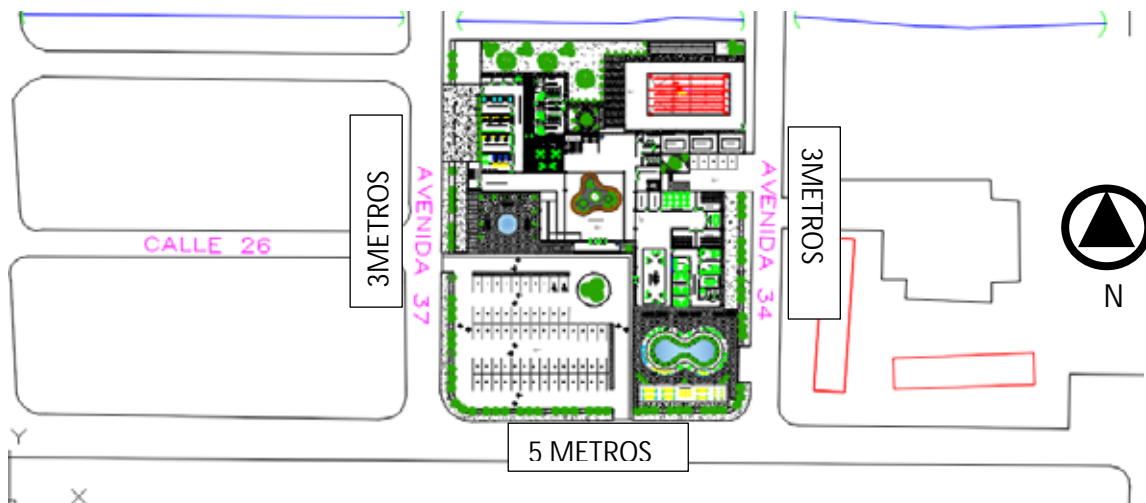 3METROS
AVENIDA 37
AVENIDA 34
3METROS
CALLE 26
N
5 METROS
Y
X